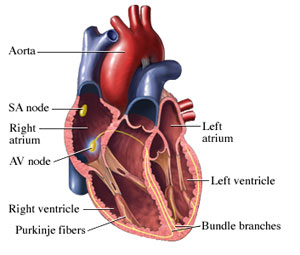 Aorta
SA node
Right
atrium
AV node
Left
atrium
Left ventricle
Right ventricle
Purkinje fibers
Bundle branches